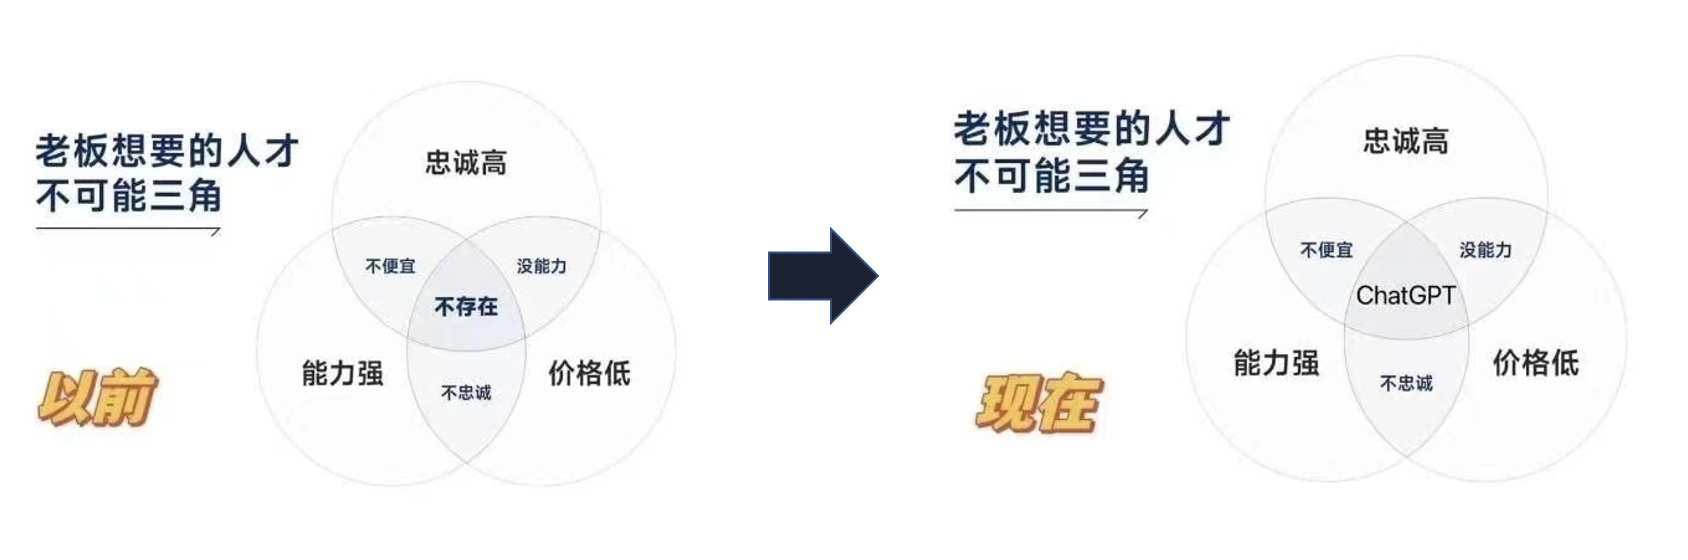 老板想要的人才
不可能三角
以前
忠诚高
不便宜
没能力
不存在
能力强
价格低
不忠诚
老板想要的人才
不可能三角
现在
忠诚高
不便宜
没能力
ChatGPT
能力强
价格低
不忠诚